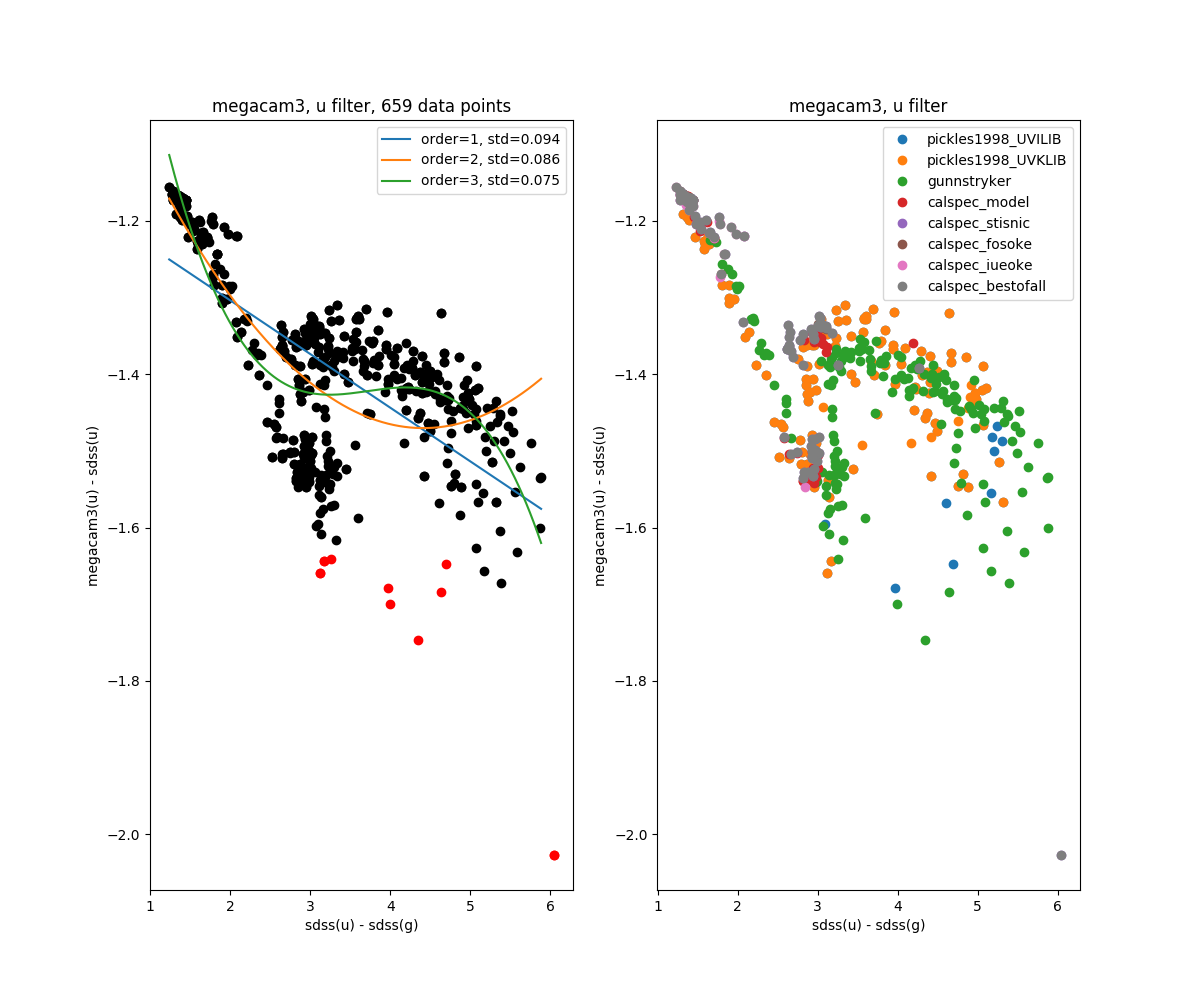 megacam3, u filter, 659 data points
order=1, std=0.094
order=2, std=0.086
order=3, std=0.075
−1.2
−1.4
−1.6
−1.8
−2.0
megacam3(u) - sdss(u)
1 2 3 4 5 6
sdss(u) - sdss(g)
megacam3, u filter
pickles1998_UVILIB
pickles1998_UVKLIB
gunnstryker
calspec_model
calspec_stisnic
calspec_fosoke
calspec_iueoke
calspec_bestofall
−1.2
−1.4
−1.6
−1.8
−2.0
megacam3(u) - sdss(u)
1 2 3 4 5 6
sdss(u) - sdss(g)